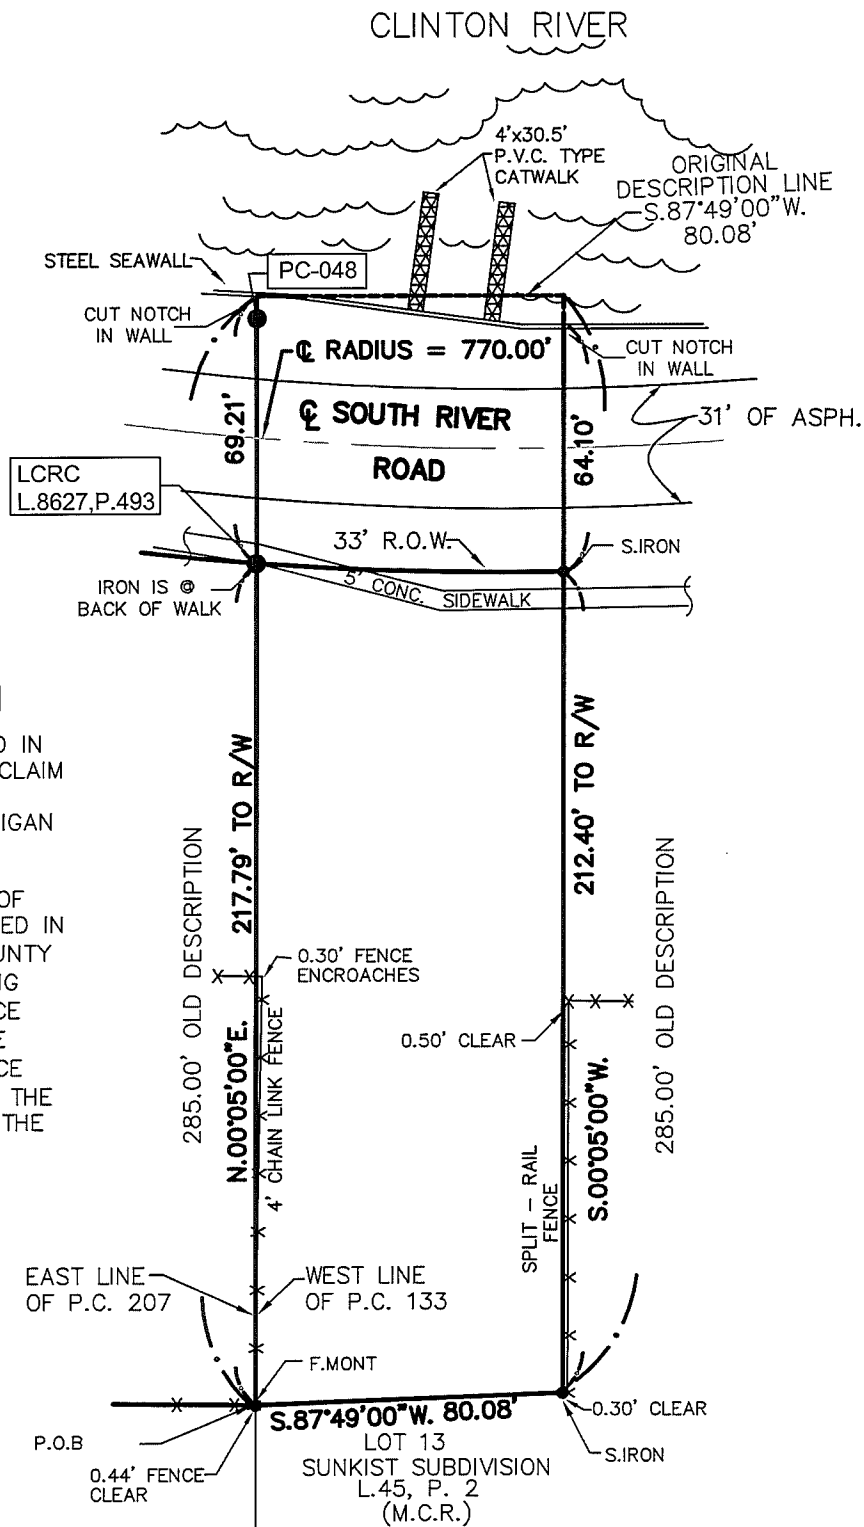 CLINTON RIVER
4'x30.5'
P.V.C. TYPE
CATWALK
ORIGINAL
DESCRIPTION LINE
S.87°49'00"W.
80.08'
STEEL SEAWALL
PC-048
CUT NOTCH
IN WALL
℄ RADIUS = 770.00'
CUT NOTCH
IN WALL
69.21'
℄ SOUTH RIVER
ROAD
64.10'
31' OF ASPH.
LCRC
L.8627,P.493
33' R.O.W.
S.IRON
IRON IS @
BACK OF WALK
5' CONC. SIDEWALK
D IN
CLAIM
IGAN
OF
ED IN
UNTY
NG
CE
E
CE
THE
THE
285.00' OLD DESCRIPTION
217.79' TO R/W
N.00°05'00"E.
212.40' TO R/W
S.00°05'00"W.
285.00' OLD DESCRIPTION
0.30' FENCE
ENCROACHES
0.50' CLEAR
4' CHAIN LINK FENCE
SPLIT - RAIL
FENCE
EAST LINE
OF P.C. 207
WEST LINE
OF P.C. 133
F.MONT
S.87°49'00"W. 80.08'
0.30' CLEAR
P.O.B
LOT 13
SUNKIST SUBDIVISION
L.45, P. 2
(M.C.R.)
S.IRON
0.44' FENCE
CLEAR